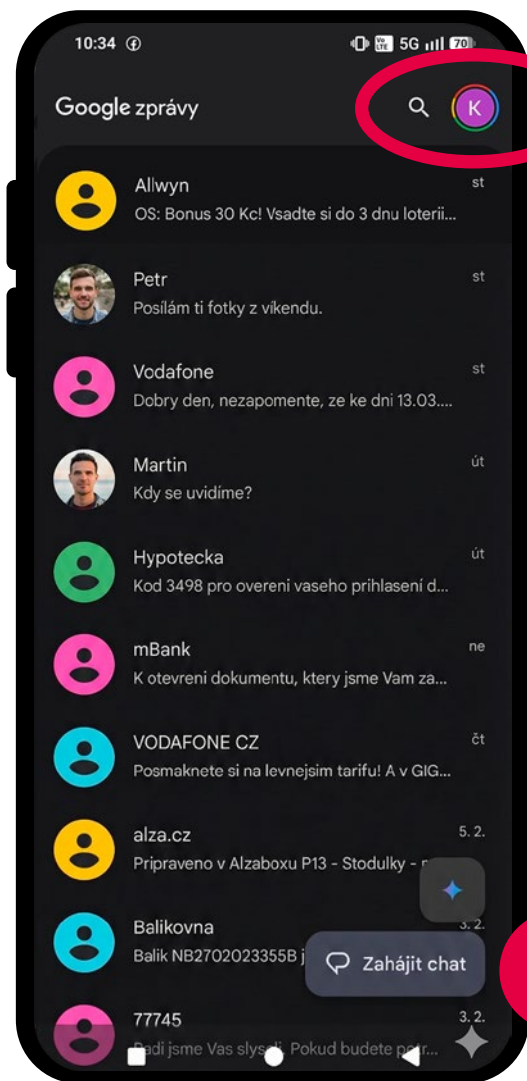 10:34
Vo LTE 5G 70
Google zprávy
K
Allwyn st
OS: Bonus 30 Kc! Vsadte si do 3 dnu loterii...
Petr st
Posílám ti fotky z víkendu.
Vodafone st
Dobry den, nezapomente, ze ke dni 13.03....
Martin út
Kdy se uvidíme?
Hypotecka út
Kod 3498 pro overeni vaseho prihlaseni d...
mBank ne
K otevreni dokumentu, ktery jsme Vam za...
VODAFONE CZ čt
Posmaknete si na levnejsim tarifu! A v GIG...
alza.cz 5. 2.
Pripraveno v Alzaboxu P13 - Stodulky -
Balikovna 3. 2.
Balik NB2702023355B j
Zahájit chat
77745 3. 2.
jsme Vas Pokud budete